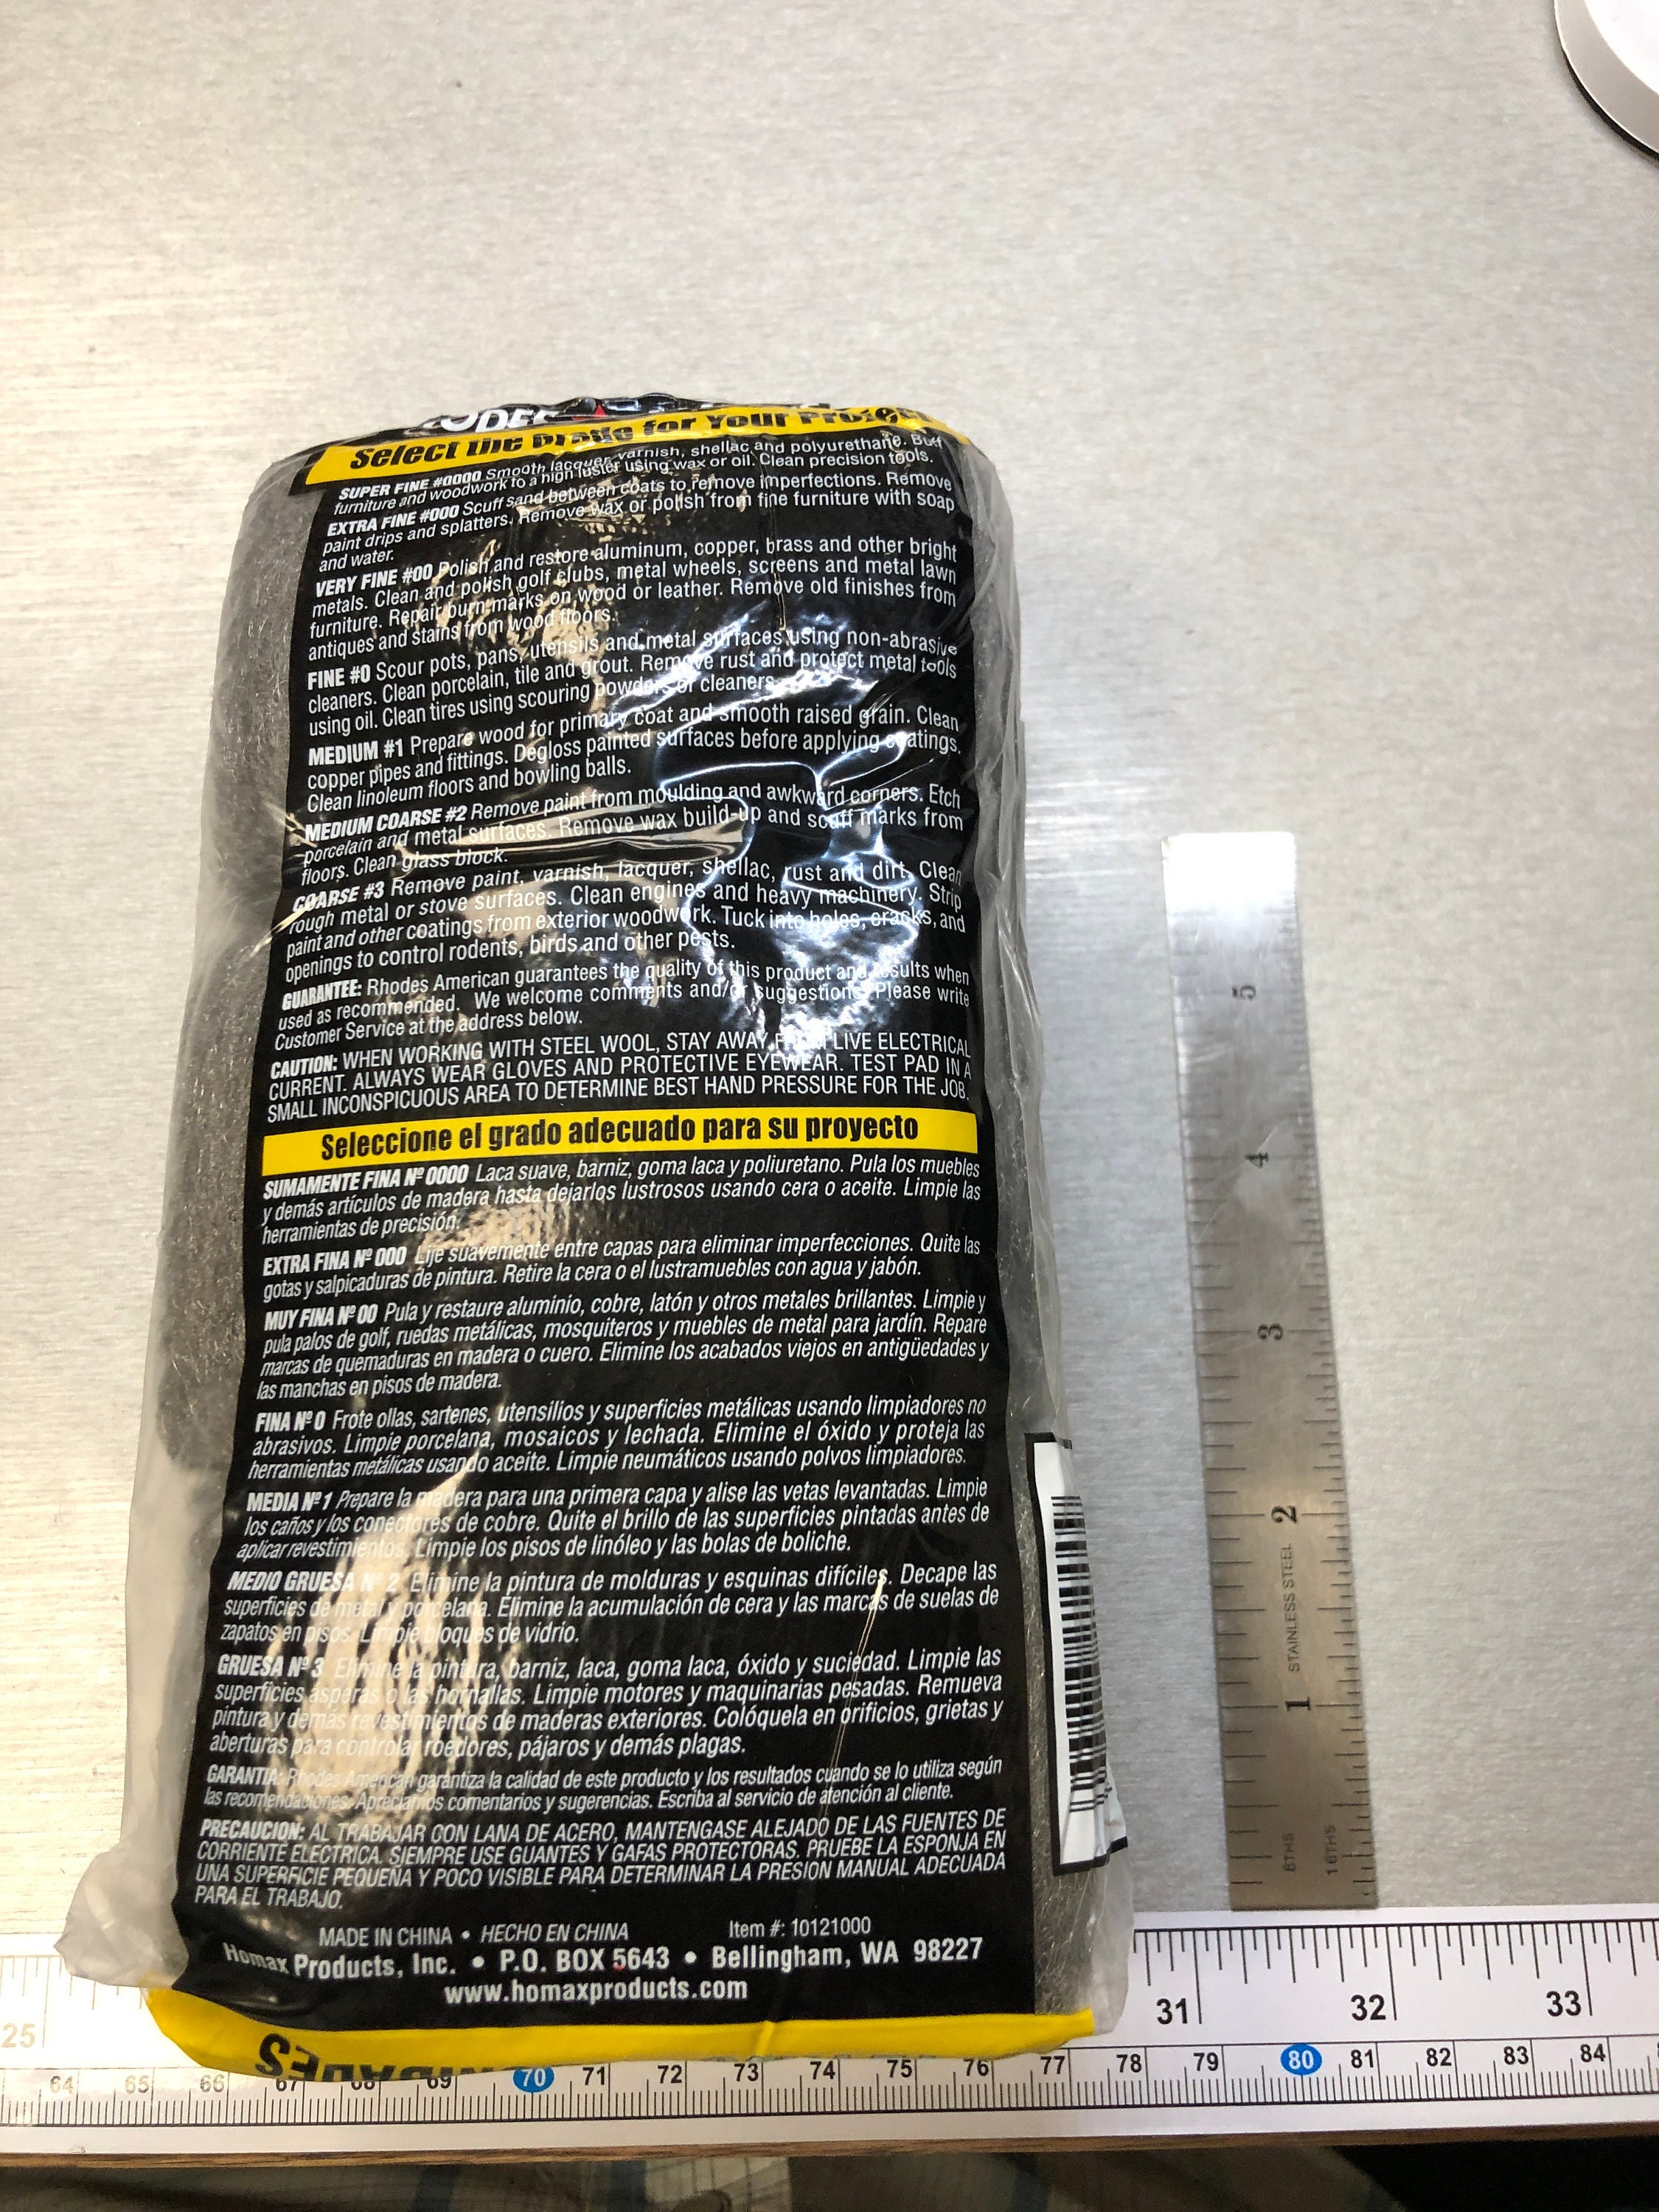 Select the Grade for Your Project
SUPER FINE #0000 Smooth lacquer, varnish, shellac and polyurethane. Buff
furniture and woodwork to a high luster using wax or oil. Clean precision tools.
EXTRA FINE #000 Scuff sand between coats to remove imperfections. Remove
paint drips and splatters. Remove wax or polish from fine furniture with soap
and water.
VERY FINE #00 Polish and restore aluminum, copper, brass and other bright
metals. Clean and polish golf clubs, metal wheels, screens and metal lawn
furniture. Repair burn marks on wood or leather. Remove old finishes from
antiques and stains from wood floors.
FINE #0 Scour pots, pans, utensils and metal surfaces using non-abrasive
cleaners. Clean porcelain, tile and grout. Remove rust and protect metal tools
using oil. Clean tires using scouring powders or cleaners.
MEDIUM #1 Prepare wood for primary coat and smooth raised grain. Clean
copper pipes and fittings. Degloss painted surfaces before applying coatings.
Clean linoleum floors and bowling balls.
MEDIUM COARSE #2 Remove paint from moulding and awkward corners. Etch
porcelain and metal surfaces. Remove wax build-up and scuff marks from
floors. Clean glass block.
COARSE #3 Remove paint, varnish, lacquer, shellac, rust and dirt. Clean
rough metal or stove surfaces. Clean engines and heavy machinery. Strip
paint and other coatings from exterior woodwork. Tuck into holes, cracks, and
openings to control rodents, birds and other pests.
GUARANTEE: Rhodes American guarantees the quality of this product and results when
used as recommended. We welcome comments and/or suggestions. Please write
Customer Service at the address below.
CAUTION: WHEN WORKING WITH STEEL WOOL, STAY AWAY FROM LIVE ELECTRICAL
CURRENT. ALWAYS WEAR GLOVES AND PROTECTIVE EYEWEAR. TEST PAD IN A
SMALL INCONSPICUOUS AREA TO DETERMINE BEST HAND PRESSURE FOR THE JOB.
Seleccione el grado adecuado para su proyecto
SUMAMENTE FINA Nº 0000 Laca suave, barniz, goma laca y poliuretano. Pula los muebles
y demás artículos de madera hasta dejarlos lustrosos usando cera o aceite. Limpie las
herramientas de precisión.
EXTRA FINA Nº 000 Lije suavemente entre capas para eliminar imperfecciones. Quite las
gotas y salpicaduras de pintura. Retire la cera o el lustramuebles con agua y jabón.
MUY FINA Nº 00 Pula y restaure aluminio, cobre, latón y otros metales brillantes. Limpie y
pula palos de golf, ruedas metálicas, mosquiteros y muebles de metal para jardín. Repare
marcas de quemaduras en madera o cuero. Elimine los acabados viejos en antigüedades y
las manchas en pisos de madera.
FINA Nº 0 Frote ollas, sartenes, utensilios y superficies metálicas usando limpiadores no
abrasivos. Limpie porcelana, mosaicos y lechada. Elimine el óxido y proteja las
herramientas metálicas usando aceite. Limpie neumáticos usando polvos limpiadores.
MEDIA Nº 1 Prepare la madera para una primera capa y alise las vetas levantadas. Limpie
los caños y los conectores de cobre. Quite el brillo de las superficies pintadas antes de
aplicar revestimientos. Limpie los pisos de linóleo y las bolas de boliche.
MEDIO GRUESA Nº 2 Elimine la pintura de molduras y esquinas difíciles. Decape las
superficies de metal y porcelana. Elimine la acumulación de cera y las marcas de suelas de
zapatos en pisos. Limpie bloques de vidrio.
GRUESA Nº 3 Elimine la pintura, barniz, laca, goma laca, óxido y suciedad. Limpie las
superficies ásperas o las hornallas. Limpie motores y maquinarias pesadas. Remueva
pintura y demás revestimientos de maderas exteriores. Colóquela en orificios, grietas y
aberturas para controlar roedores, pájaros y demás plagas.
GARANTIA: Rhodes American garantiza la calidad de este producto y los resultados cuando se lo utiliza según
las recomendaciones. Apreciamos comentarios y sugerencias. Escriba al servicio de atención al cliente.
PRECAUCION: AL TRABAJAR CON LANA DE ACERO, MANTENGASE ALEJADO DE LAS FUENTES DE
CORRIENTE ELECTRICA. SIEMPRE USE GUANTES Y GAFAS PROTECTORAS. PRUEBE LA ESPONJA EN
UNA SUPERFICIE PEQUEÑA Y POCO VISIBLE PARA DETERMINAR LA PRESION MANUAL ADECUADA
PARA EL TRABAJO.
MADE IN CHINA • HECHO EN CHINA Item #: 10121000
Homax Products, Inc. • P.O. BOX 5643 • Bellingham, WA 98227
www.homaxproducts.com
5
4
3
2
1 STAINLESS STEEL
8THS
16THS
25 31 32 33
64 65 66 67 68 69 70 71 72 73 74 75 76 77 78 79 80 81 82 83 84